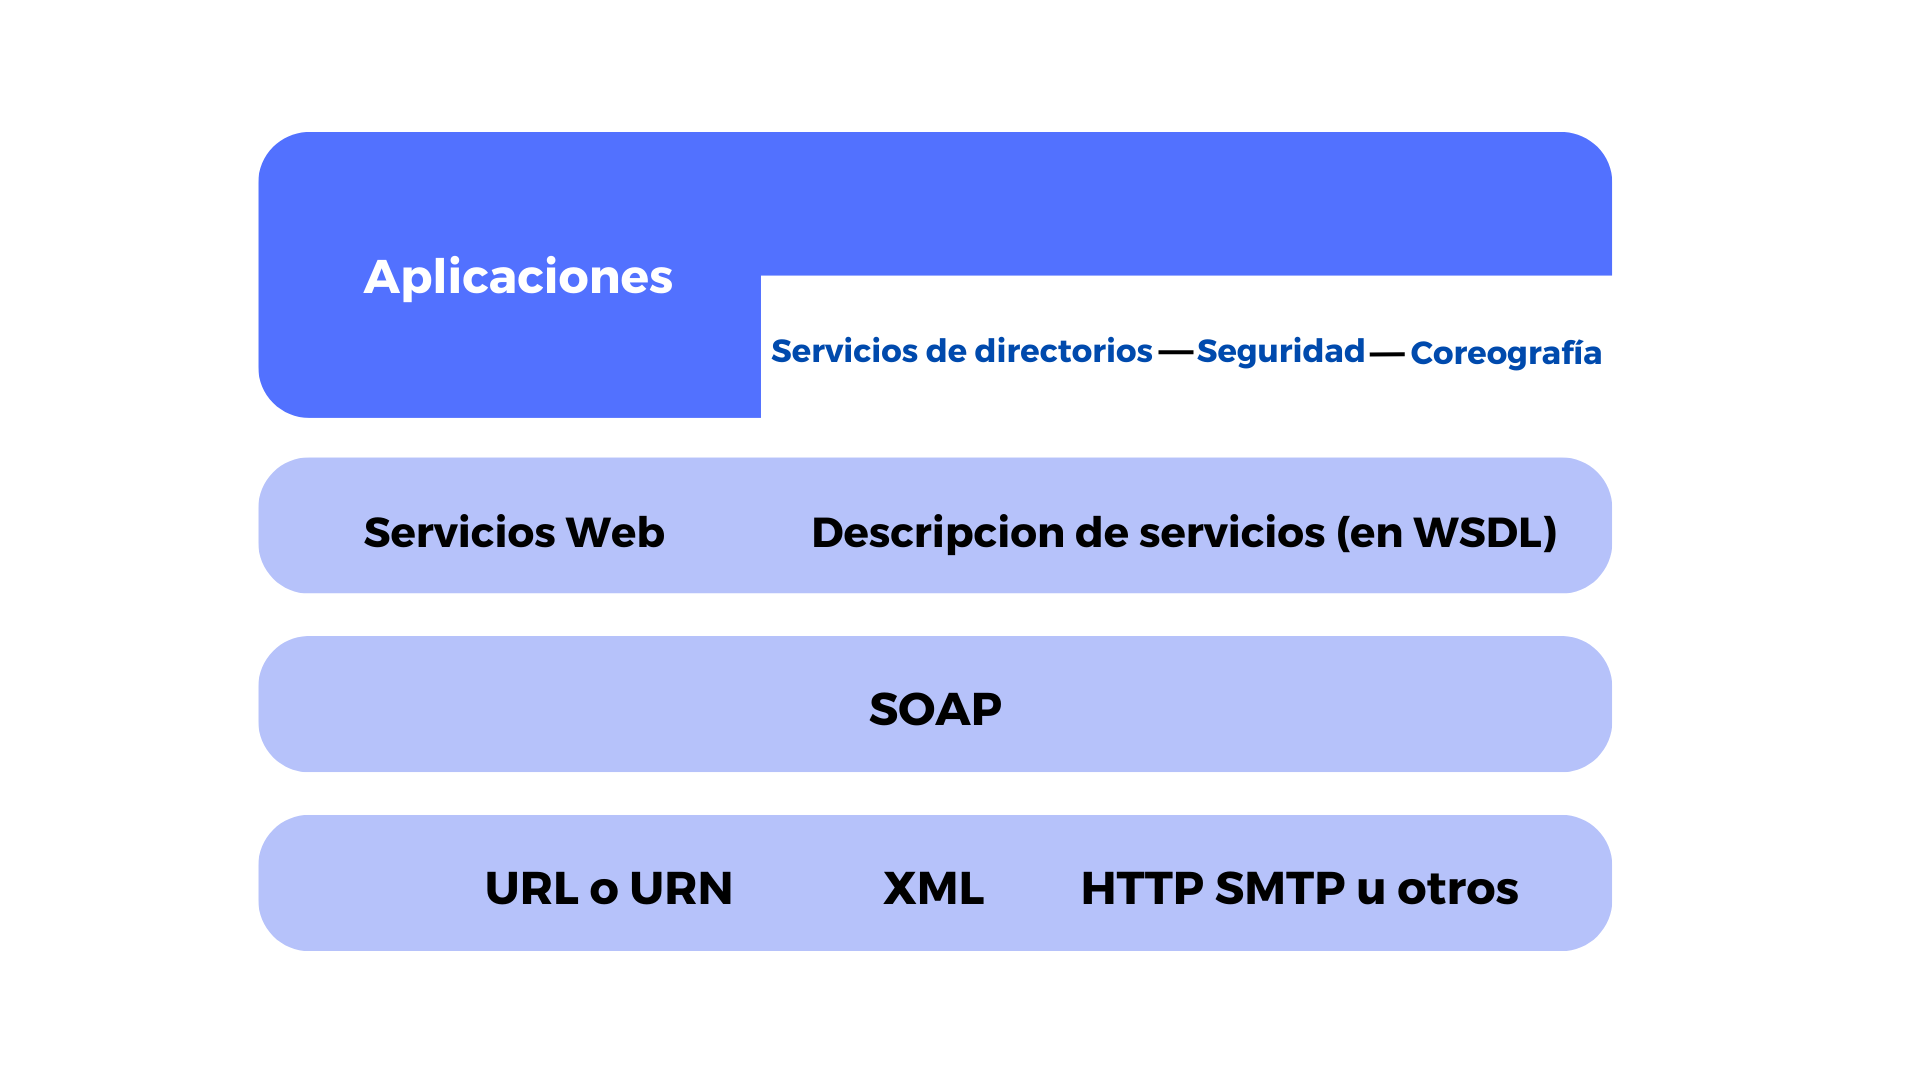 Aplicaciones
Servicios de directorios — Seguridad — Coreografía
Servicios Web
Descripcion de servicios (en WSDL)
SOAP
URL o URN
XML
HTTP SMTP u otros